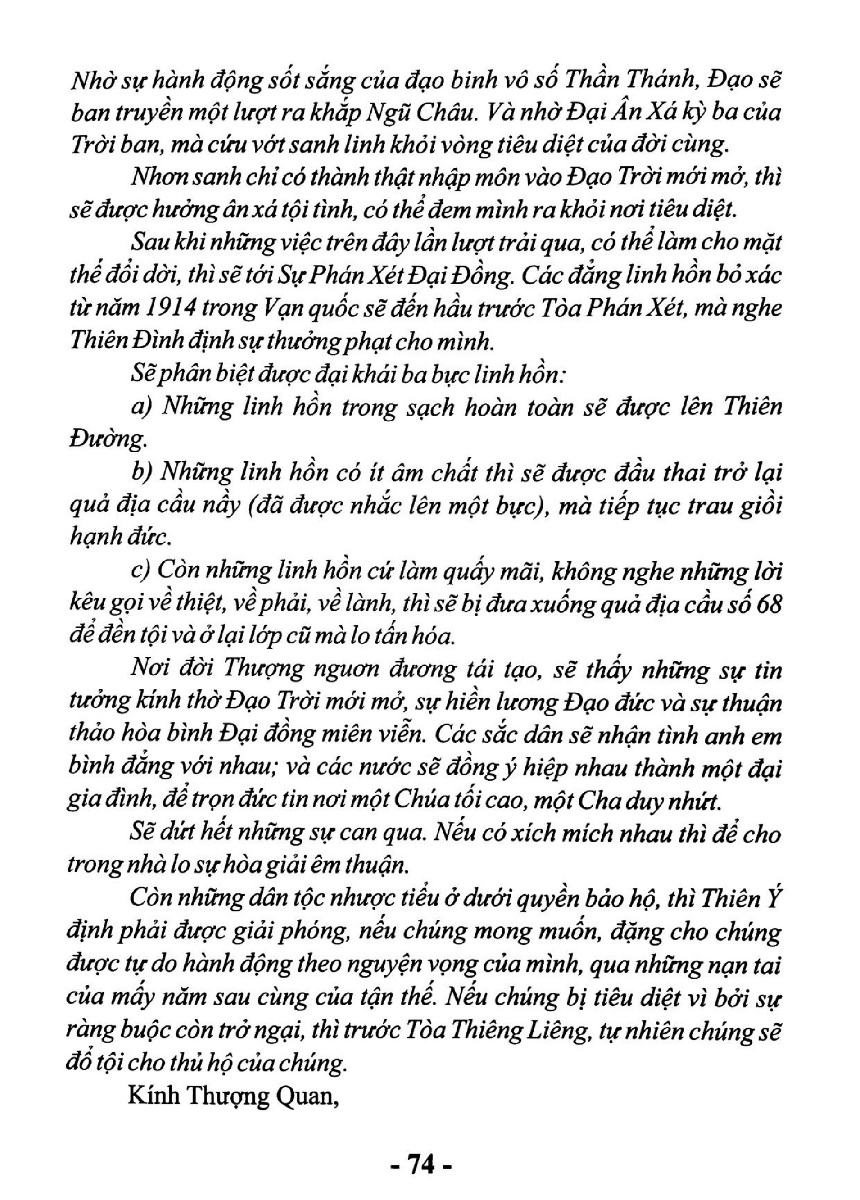 Nhờ sự hành động sốt sắng của đạo binh vô số Thần Thánh, Đạo sẽ
ban truyền một lượt ra khắp Ngũ Châu. Và nhờ Đại Ân Xá kỳ ba của
Trời ban, mà cứu vớt sanh linh khỏi vòng tiêu diệt của đời cùng.
Nhơn sanh chỉ có thành thật nhập môn vào Đạo Trời mới mở, thì
sẽ được hưởng ân xá tội tình, có thể đem mình ra khỏi nơi tiêu diệt.
Sau khi những việc trên đây lần lượt trải qua, có thể làm cho mặt
thế đổi dời, thì sẽ tới Sự Phán Xét Đại Đồng. Các đẳng linh hồn bỏ xác
từ năm 1914 trong Vạn quốc sẽ đến hầu trước Tòa Phán Xét, mà nghe
Thiên Đình định sự thưởng phạt cho mình.
Sẽ phân biệt được đại khái ba bực linh hồn:
a) Những linh hồn trong sạch hoàn toàn sẽ được lên Thiên
Đường.
b) Những linh hồn có ít âm chất thì sẽ được đầu thai trở lại
quả địa cầu nầy (đã được nhắc lên một bực), mà tiếp tục trau giồi
hạnh đức.
c) Còn những linh hồn cứ làm quấy mãi, không nghe những lời
kêu gọi về thiệt, về phải, về lành, thì sẽ bị đưa xuống quả địa cầu số 68
để đền tội và ở lại lớp cũ mà lo tấn hóa.
Nơi đời Thượng nguơn đương tái tạo, sẽ thấy những sự tin
tưởng kính thờ Đạo Trời mới mở, sự hiền lương Đạo đức và sự thuận
thảo hòa bình Đại đồng miên viễn. Các sắc dân sẽ nhận tình anh em
bình đẳng với nhau; và các nước sẽ đồng ý hiệp nhau thành một đại
gia đình, để trọn đức tin nơi một Chúa tối cao, một Cha duy nhứt.
Sẽ dứt hết những sự can qua. Nếu có xích mích nhau thì để cho
trong nhà lo sự hòa giải êm thuận.
Còn những dân tộc nhược tiểu ở dưới quyền bảo hộ, thì Thiên Ý
định phải được giải phóng, nếu chúng mong muốn, đặng cho chúng
được tự do hành động theo nguyện vọng của mình, qua những nạn tai
của mấy năm sau cùng của tận thế. Nếu chúng bị tiêu diệt vì bởi sự
ràng buộc còn trở ngại, thì trước Tòa Thiêng Liêng, tự nhiên chúng sẽ
đổ tội cho thủ hộ của chúng.
Kính Thượng Quan,
- 74 -